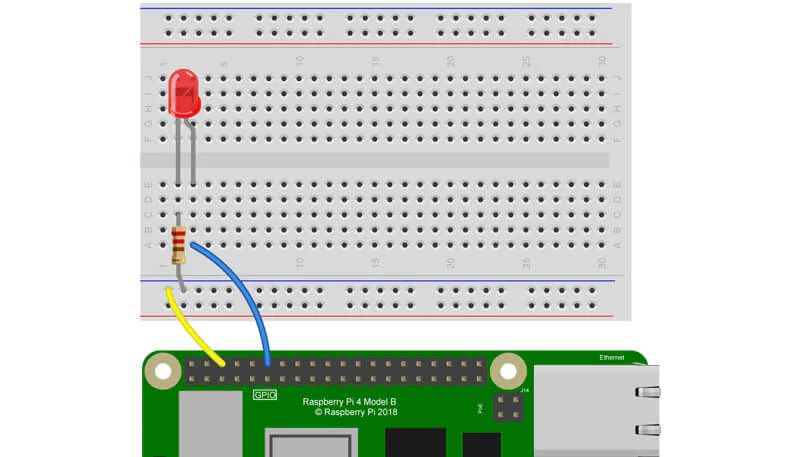 1 5 10 15 20 25 30
J J
I I
H H
G G
F F
E E
D D
C C
B B
A A
1 5 10 15 20 25 30
Ethernet
GPIO
J14
PoE
Raspberry Pi 4 Model B
© Raspberry Pi 2018